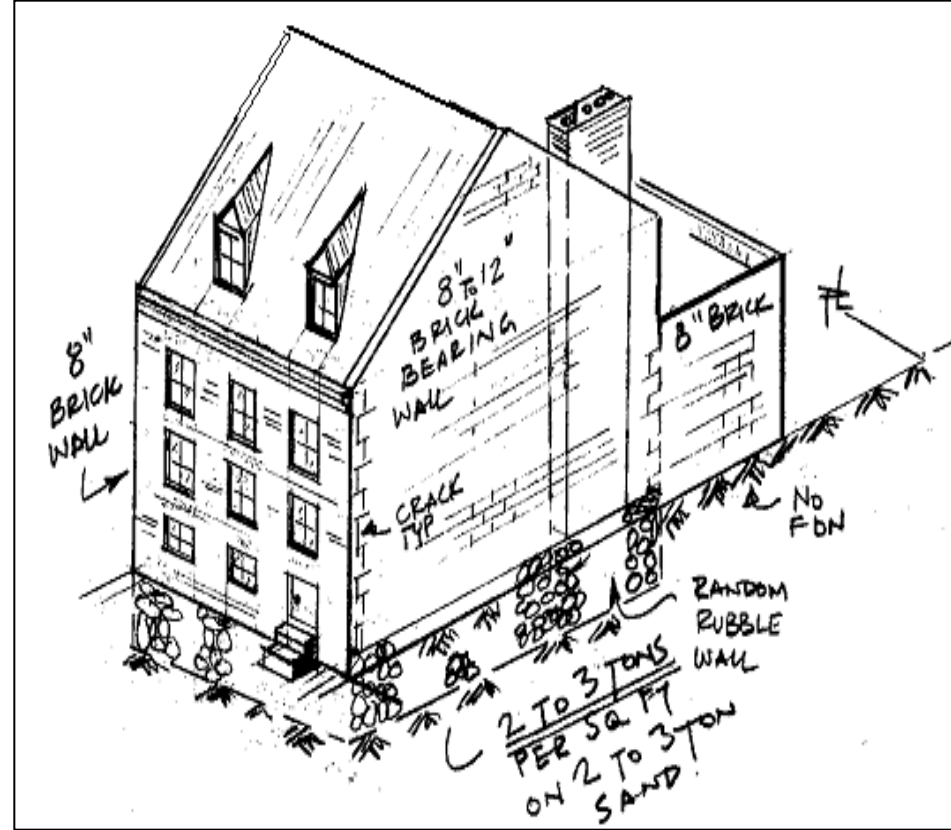 8"
BRICK
WALL
8" TO 12"
BRICK
BEARING
WALL
8" BRICK
PL
CRACK
TYP
NO
FDN
RANDOM
RUBBLE
WALL
2 TO 3 TONS
PER SQ FT
ON 2 TO 3 TON
SAND!